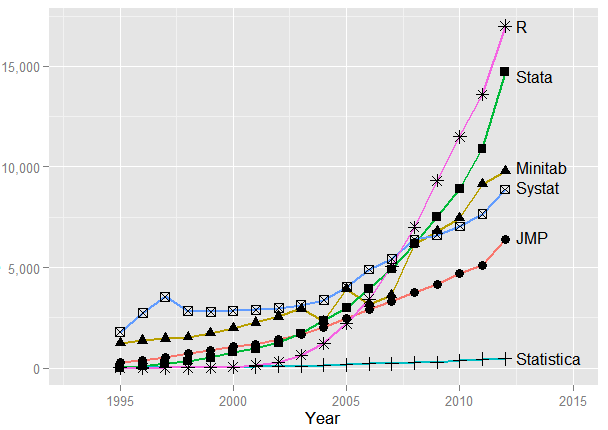 R
15,000
Stata
10,000
Minitab
Systat
5,000
JMP
Statistica
0
1995
2000
2005
2010
2015
Year